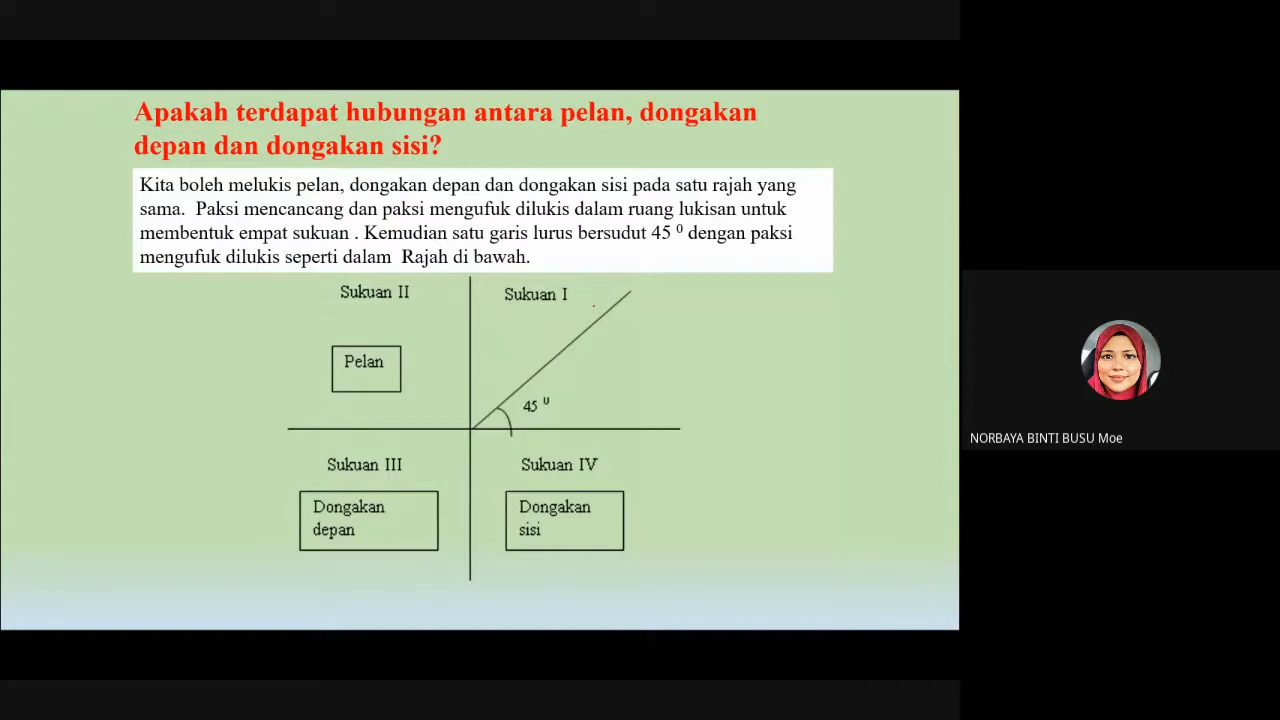 Apakah terdapat hubungan antara pelan, dongakan
depan dan dongakan sisi?
Kita boleh melukis pelan, dongakan depan dan dongakan sisi pada satu rajah yang
sama. Paksi mencancang dan paksi mengufuk dilukis dalam ruang lukisan untuk
membentuk empat sukuan . Kemudian satu garis lurus bersudut 45 ⁰ dengan paksi
mengufuk dilukis seperti dalam Rajah di bawah.
Sukuan II
Sukuan I
Pelan
45 ⁰
Sukuan III
Sukuan IV
Dongakan
depan
Dongakan
sisi
NORBAYA BINTI BUSU Moe